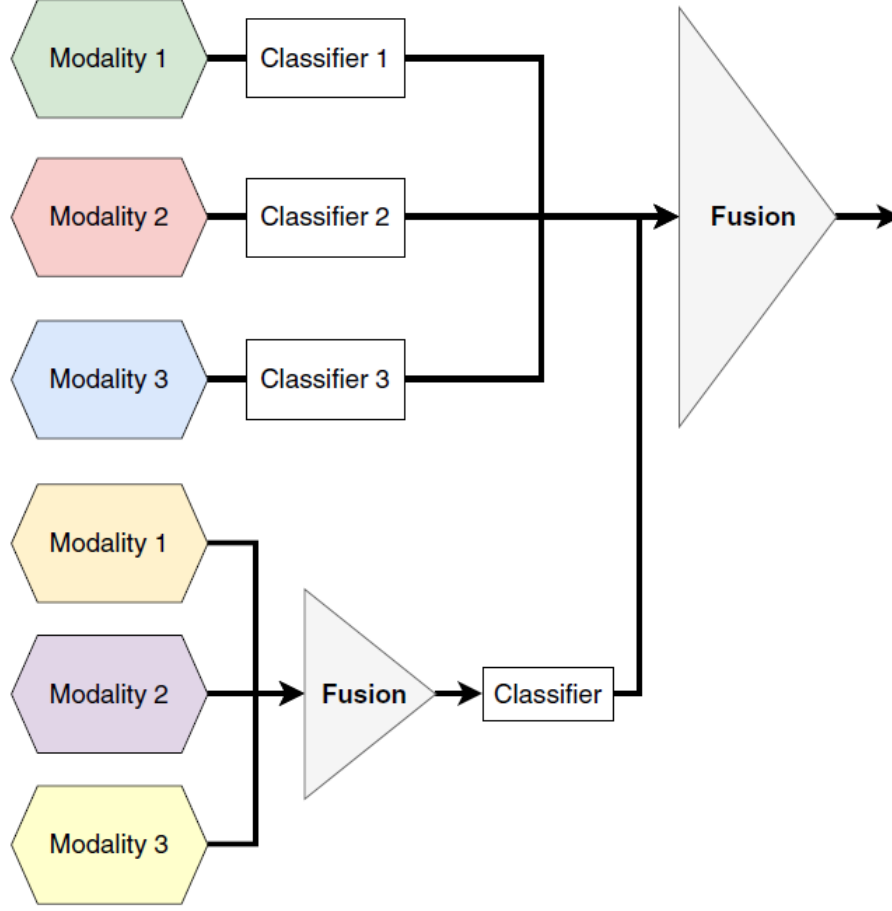 Modality 1
Classifier 1
Modality 2
Classifier 2
Fusion
Modality 3
Classifier 3
Modality 1
Modality 2
Fusion
Classifier
Modality 3